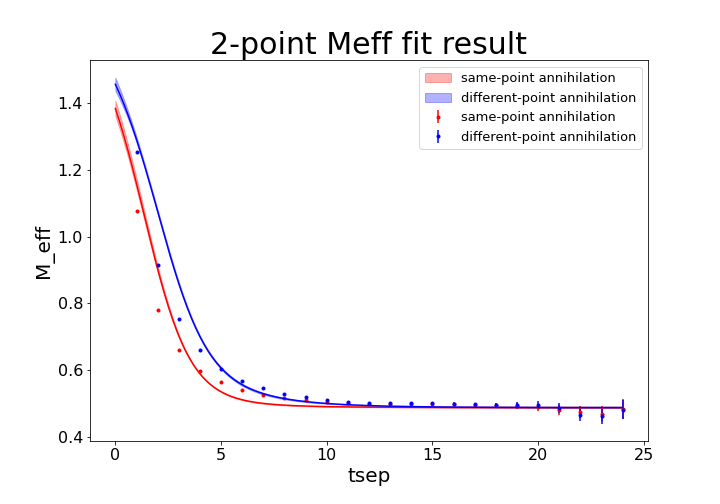 2-point Meff fit result
same-point annihilation
different-point annihilation
same-point annihilation
different-point annihilation
M_eff
1.4
1.2
1.0
0.8
0.6
0.4
0 5 10 15 20 25
tsep